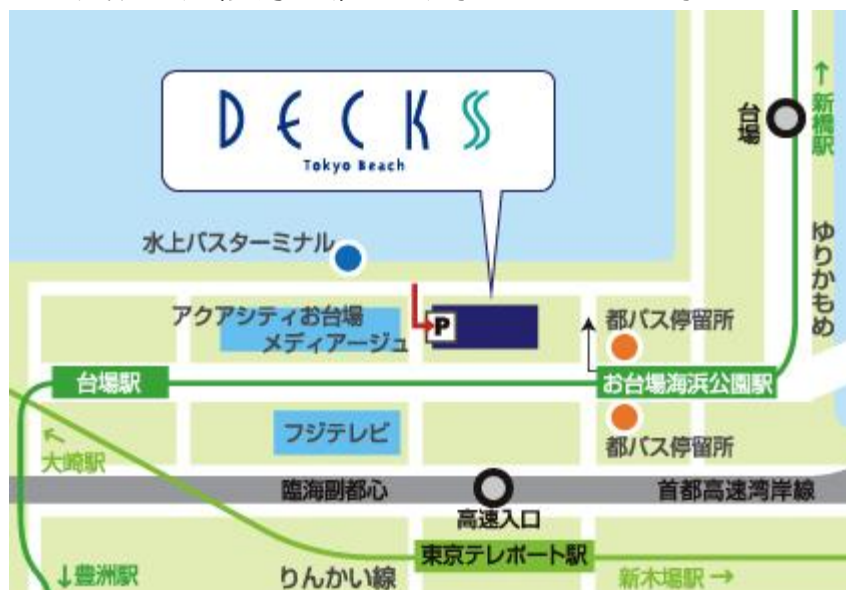 DECKS
Tokyo Beach
台場
↑新橋駅
ゆりかもめ
水上バスターミナル
アクアシティお台場
メディアージュ
P
都バス停留所
台場駅
お台場海浜公園駅
フジテレビ
都バス停留所
大崎駅
臨海副都心
首都高速湾岸線
高速入口
東京テレポート駅
↓豊洲駅
りんかい線
新木場駅→